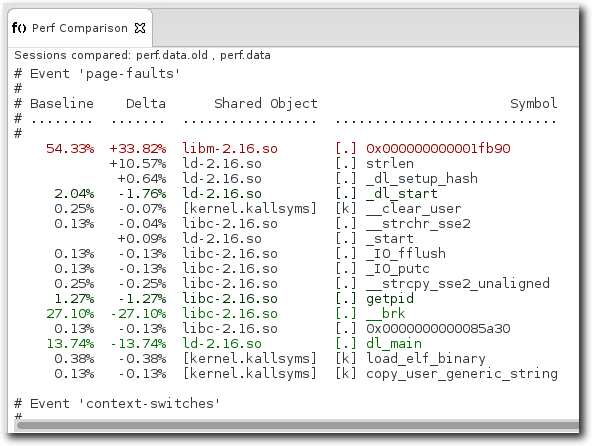 f() Perf Comparison
Sessions compared: perf.data.old , perf.data
# Event 'page-faults'
#
# Baseline    Delta      Shared Object                       Symbol
# ........  .......  .................  ...........................
#
    54.33%  +33.82%  libm-2.16.so       [.] 0x000000000001fb90
            +10.57%  ld-2.16.so         [.] strlen
             +0.64%  ld-2.16.so         [.] _dl_setup_hash
     2.04%   -1.76%  ld-2.16.so         [.] _dl_start
     0.25%   -0.07%  [kernel.kallsyms]  [k] __clear_user
     0.13%   -0.04%  libc-2.16.so       [.] __strchr_sse2
             +0.09%  ld-2.16.so         [.] _start
     0.13%   -0.13%  libc-2.16.so       [.] _IO_fflush
     0.13%   -0.13%  libc-2.16.so       [.] _IO_putc
     0.25%   -0.25%  libc-2.16.so       [.] __strcpy_sse2_unaligned
     1.27%   -1.27%  libc-2.16.so       [.] getpid
    27.10%  -27.10%  libc-2.16.so       [.] __brk
     0.13%   -0.13%  libc-2.16.so       [.] 0x0000000000085a30
    13.74%  -13.74%  ld-2.16.so         [.] dl_main
     0.38%   -0.38%  [kernel.kallsyms]  [k] load_elf_binary
     0.13%   -0.13%  [kernel.kallsyms]  [k] copy_user_generic_string
# Event 'context-switches'
#